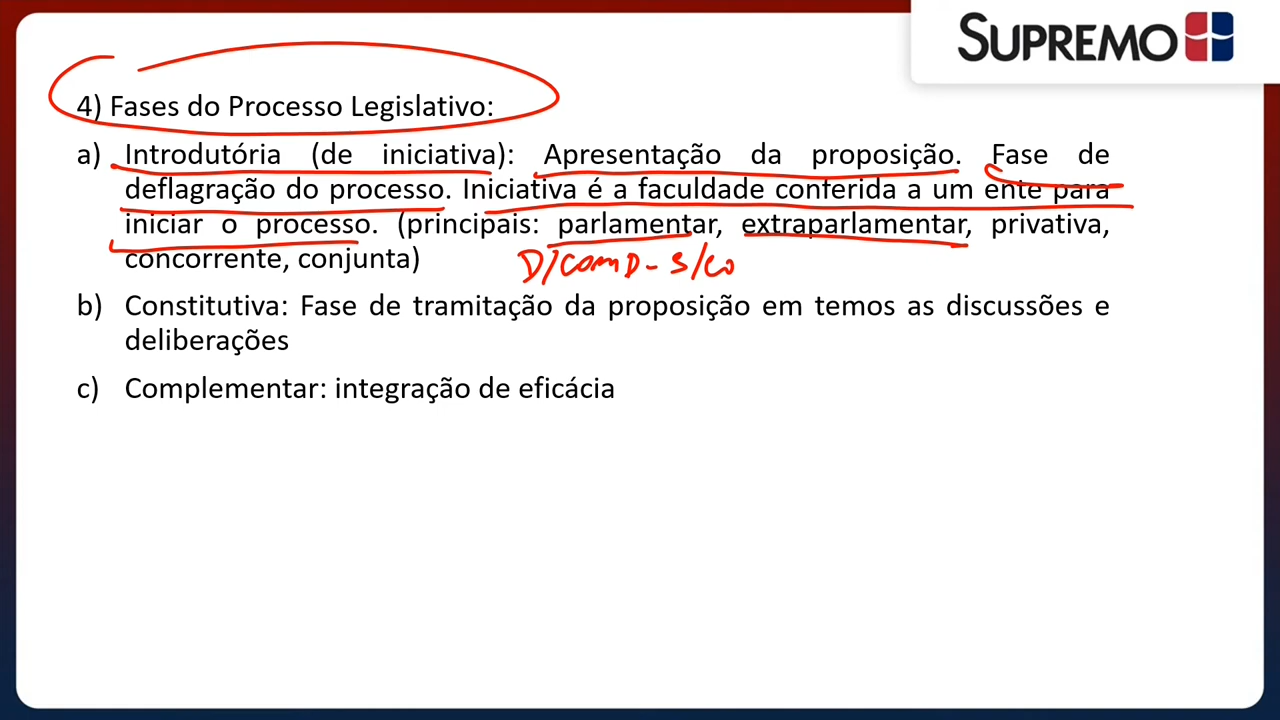 SUPREMO
4) Fases do Processo Legislativo:
a) Introdutória (de iniciativa): Apresentação da proposição. Fase de
deflagração do processo. Iniciativa é a faculdade conferida a um ente para
iniciar o processo. (principais: parlamentar, extraparlamentar, privativa,
concorrente, conjunta)
D/ComD - S/Co
b) Constitutiva: Fase de tramitação da proposição em temos as discussões e
deliberações
c) Complementar: integração de eficácia